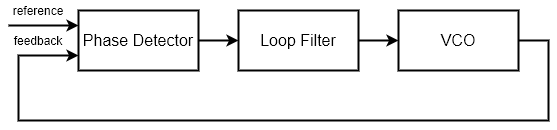 reference
feedback
Phase Detector
Loop Filter
VCO